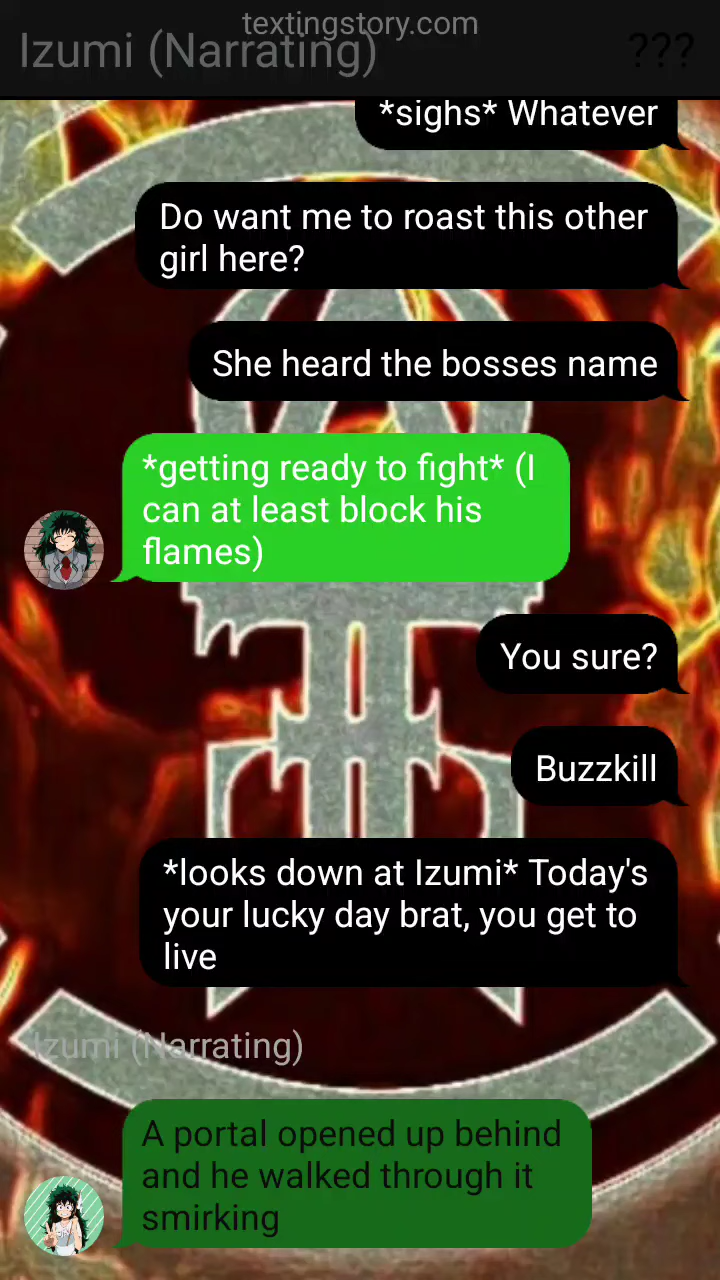 textingstory.com
Izumi (Narrating)
???
*sighs* Whatever
Do want me to roast this other
girl here?
She heard the bosses name
*getting ready to fight* (I
can at least block his
flames)
You sure?
Buzzkill
*looks down at Izumi* Today's
your lucky day brat, you get to
live
Izumi (Narrating)
A portal opened up behind
and he walked through it
smirking